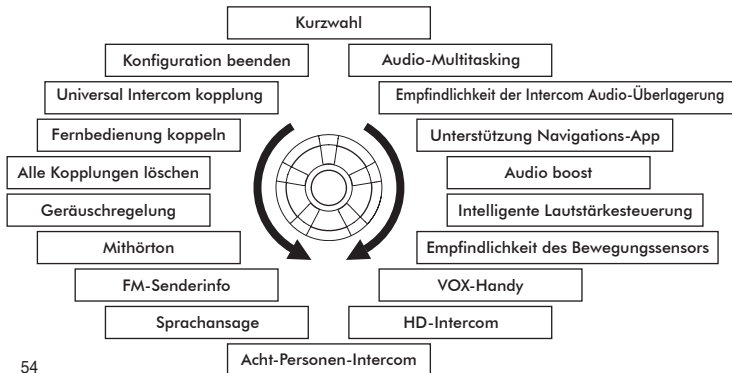 Kurzwahl
Konfiguration beenden
Audio-Multitasking
Universal Intercom kopplung
Empfindlichkeit der Intercom Audio-Überlagerung
Fernbedienung koppeln
Unterstützung Navigations-App
Alle Kopplungen löschen
Audio boost
Geräuschregelung
Intelligente Lautstärkesteuerung
Mithörton
Empfindlichkeit des Bewegungssensors
FM-Senderinfo
VOX-Handy
Sprachansage
HD-Intercom
Acht-Personen-Intercom
54